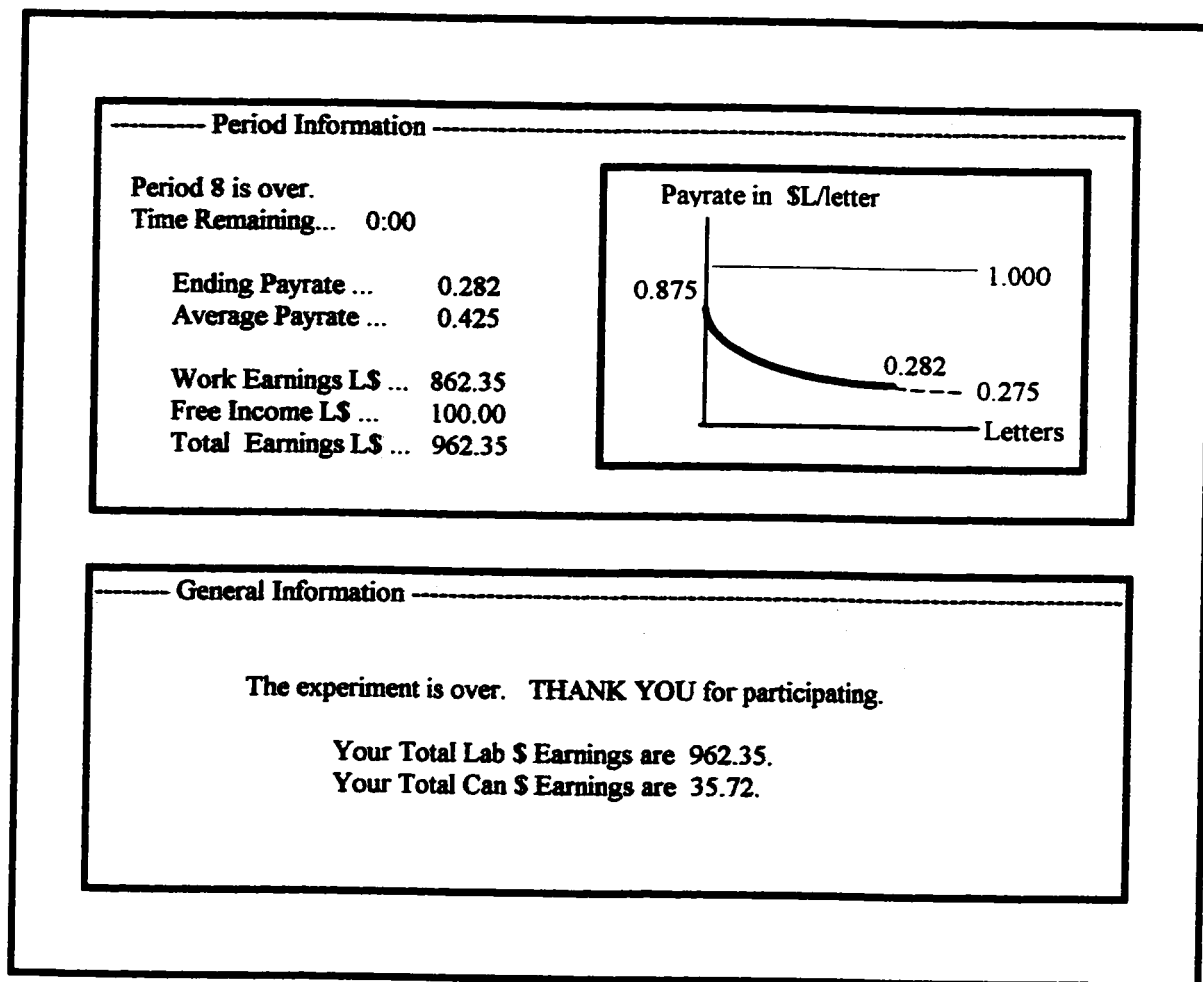 --------- Period Information ---------
Period 8 is over.
Time Remaining... 0:00
Ending Payrate ... 0.282
Average Payrate ... 0.425
Work Earnings L$ ... 862.35
Free Income L$ ... 100.00
Total Earnings L$ ... 962.35
Payrate in $L/letter
1.000
0.875
0.282
0.275
Letters
------- General Information -------
The experiment is over. THANK YOU for participating.
Your Total Lab $ Earnings are 962.35.
Your Total Can $ Earnings are 35.72.